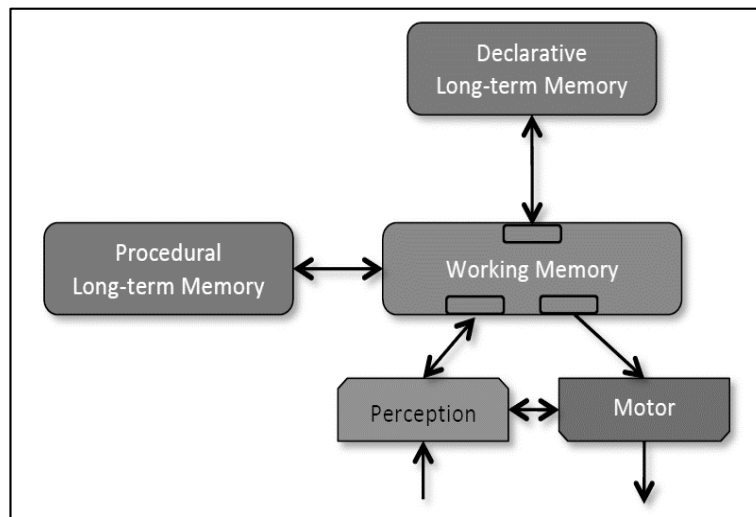 Declarative
Long-term Memory
Procedural
Long-term Memory
Working Memory
Perception
Motor